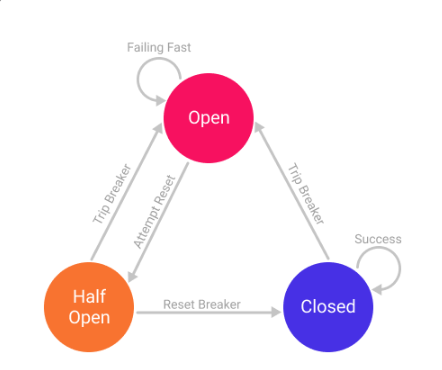 Failing Fast
Open
Trip Breaker
Attempt Reset
Trip Breaker
Success
Half
Open
Reset Breaker
Closed